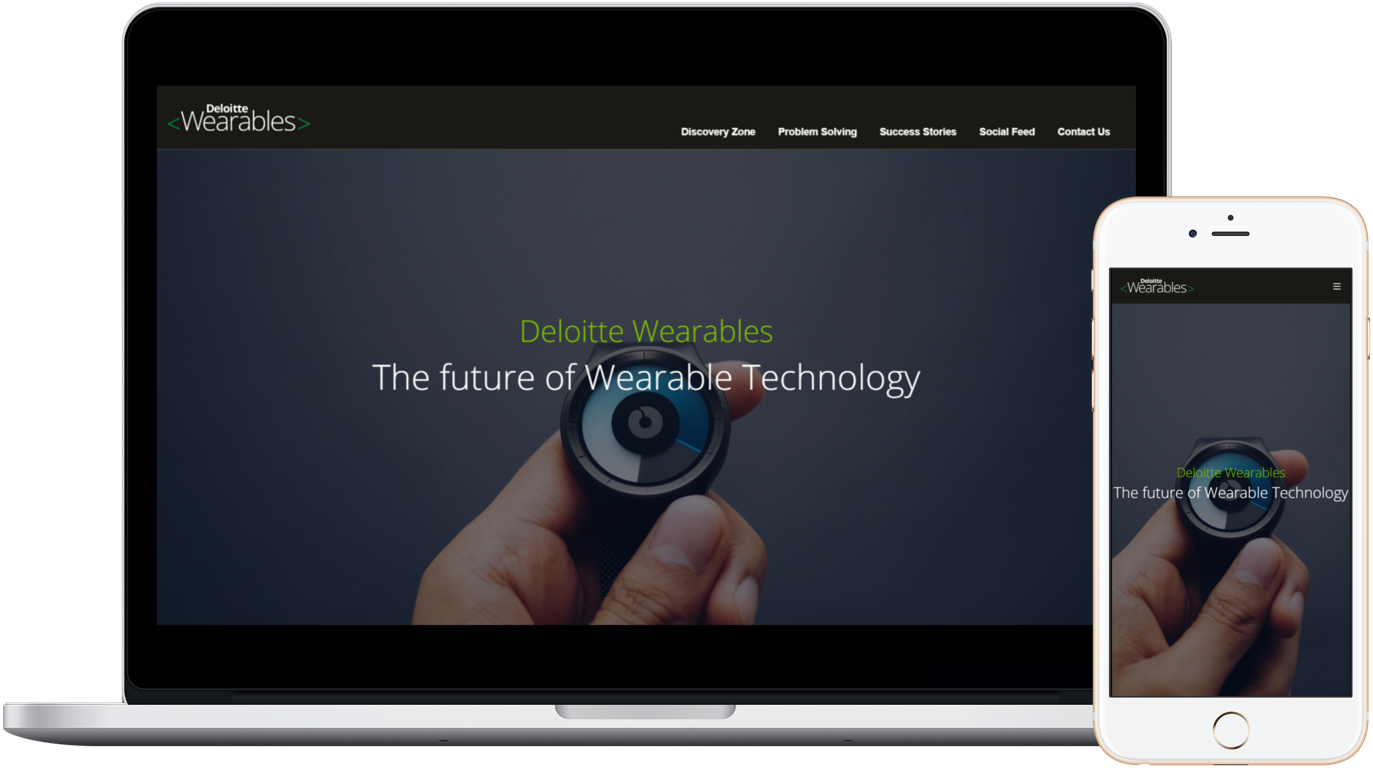 Deloitte
<Wearables>
Discovery Zone Problem Solving Success Stories Social Feed Contact Us
Deloitte Wearables
The future of Wearable Technology
Deloitte
<Wearables>
Deloitte Wearables
The future of Wearable Technology